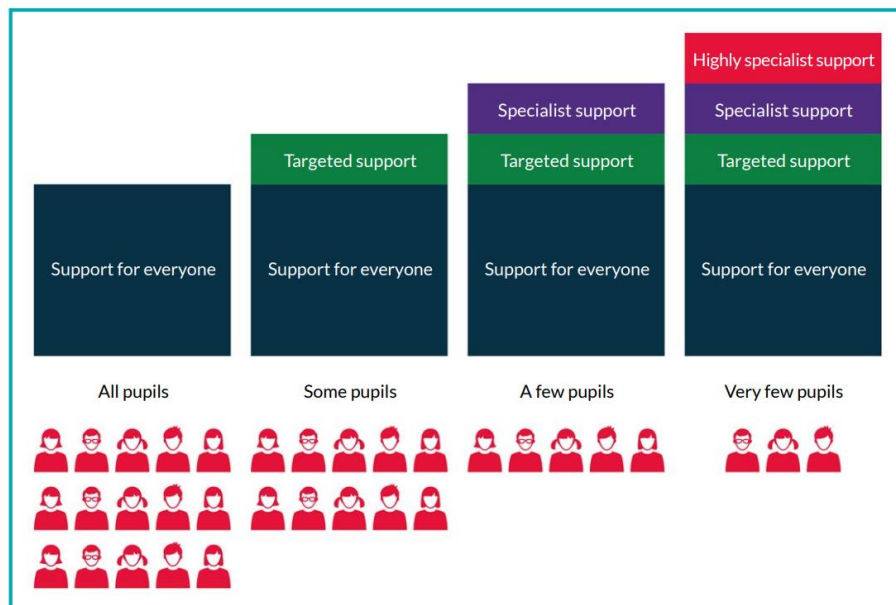 Highly specialist support
Specialist support
Specialist support
Targeted support
Targeted support
Targeted support
Support for everyone
Support for everyone
Support for everyone
Support for everyone
All pupils
Some pupils
A few pupils
Very few pupils